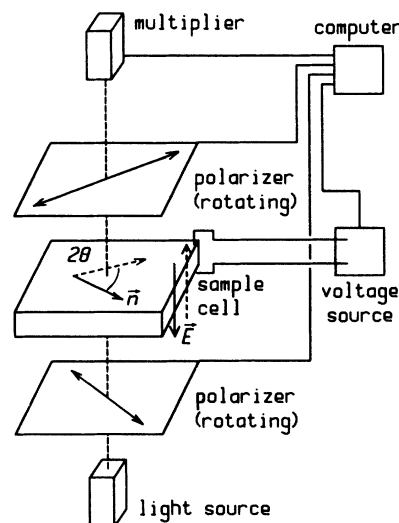 multiplier
computer
polarizer
(rotating)
2θ
n⃗
sample
cell
E⃗
voltage
source
polarizer
(rotating)
light source